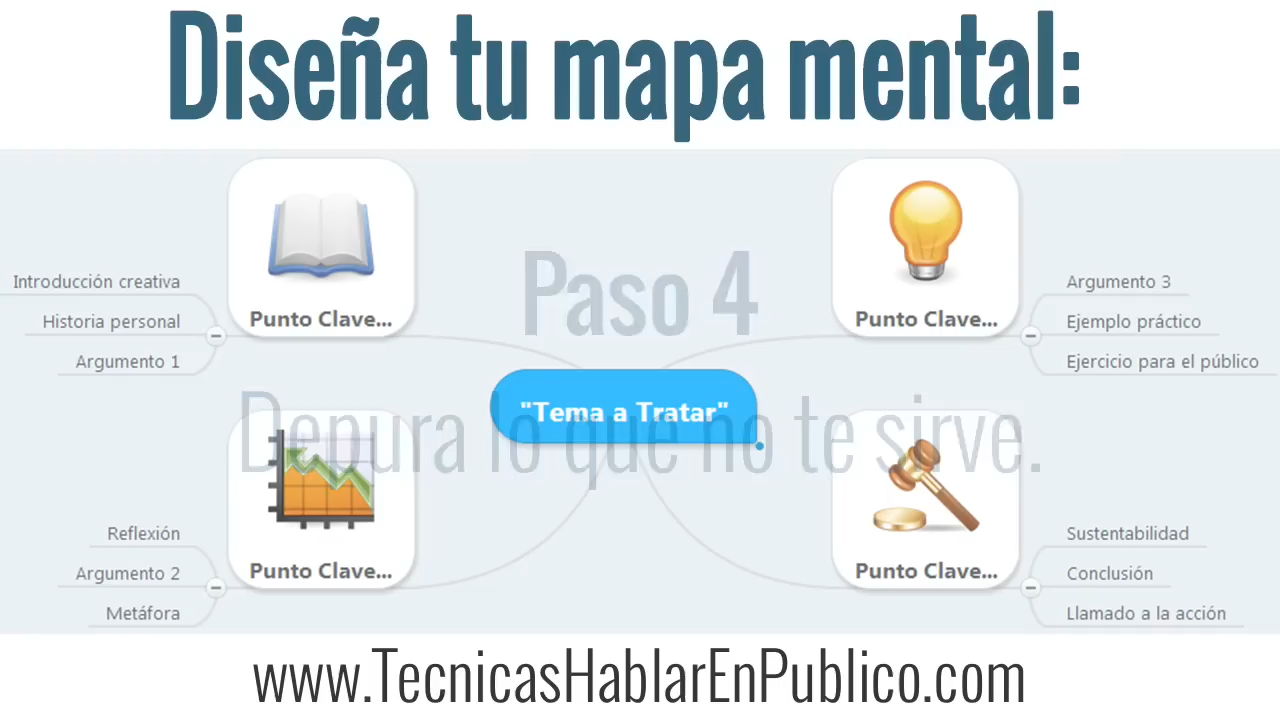 Diseña tu mapa mental:
Introducción creativa
Historia personal
Argumento 1
Punto Clave...
Paso 4
Punto Clave...
Argumento 3
Ejemplo práctico
Ejercicio para el público
"Tema a Tratar"
Depura lo que no te sirve.
Reflexión
Argumento 2
Metáfora
Punto Clave...
Punto Clave...
Sustentabilidad
Conclusión
Llamado a la acción
www.TecnicasHablarEnPublico.com